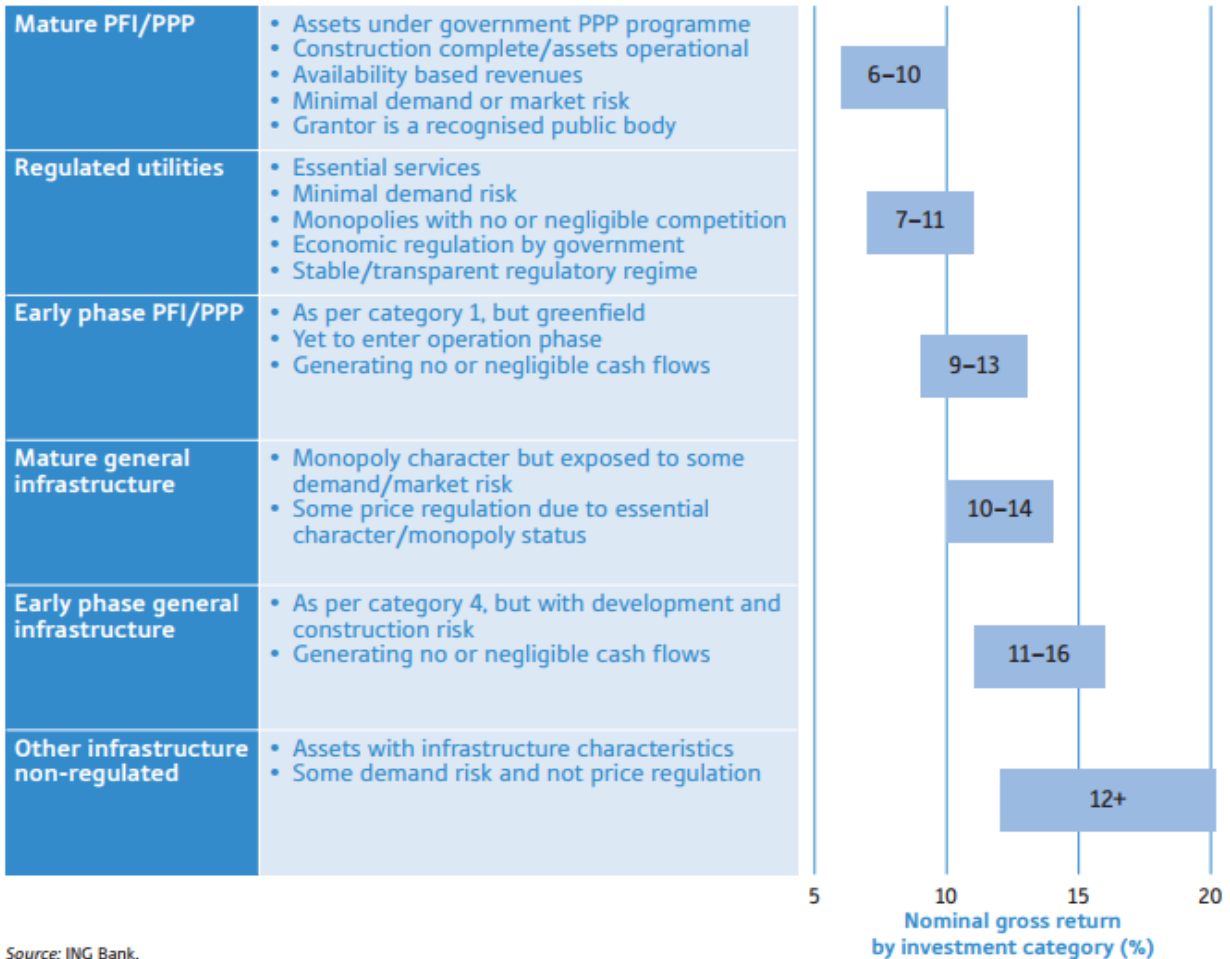 Mature PFI/PPP
• Assets under government PPP programme
• Construction complete/assets operational
• Availability based revenues
• Minimal demand or market risk
• Grantor is a recognised public body
6–10
Regulated utilities
• Essential services
• Minimal demand risk
• Monopolies with no or negligible competition
• Economic regulation by government
• Stable/transparent regulatory regime
7–11
Early phase PFI/PPP
• As per category 1, but greenfield
• Yet to enter operation phase
• Generating no or negligible cash flows
9–13
Mature general
infrastructure
• Monopoly character but exposed to some
demand/market risk
• Some price regulation due to essential
character/monopoly status
10–14
Early phase general
infrastructure
• As per category 4, but with development and
construction risk
• Generating no or negligible cash flows
11–16
Other infrastructure
non-regulated
• Assets with infrastructure characteristics
• Some demand risk and not price regulation
12+
5 10 15 20
Nominal gross return
by investment category (%)
Source: ING Bank.